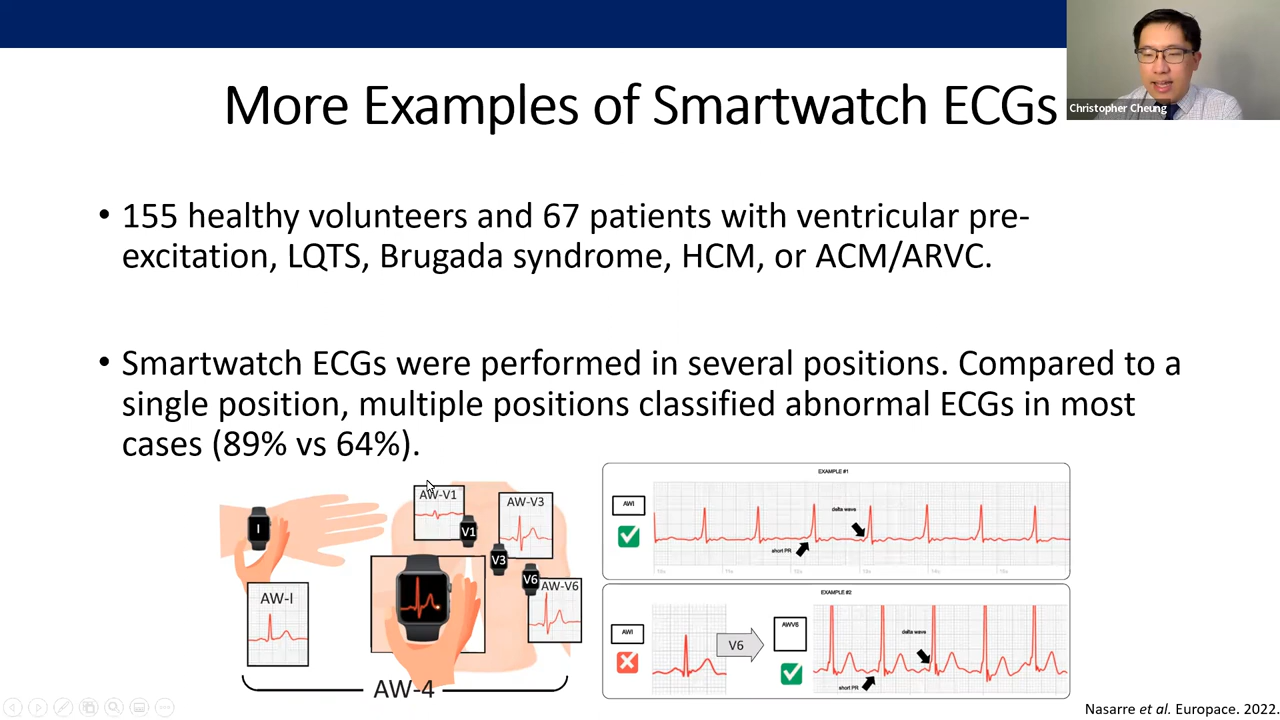 Christopher Cheung
More Examples of Smartwatch ECGs
• 155 healthy volunteers and 67 patients with ventricular pre-
excitation, LQTS, Brugada syndrome, HCM, or ACM/ARVC.
• Smartwatch ECGs were performed in several positions. Compared to a
single position, multiple positions classified abnormal ECGs in most
cases (89% vs 64%).
I
AW-I
AW-V1
V1
AW-V3
V3
V6
AW-V6
AW-4
EXAMPLE #1
AWI
delta wave
short PR
EXAMPLE #2
AWI
V6
AWV6
delta wave
short PR
Nasarre et al. Europace. 2022.